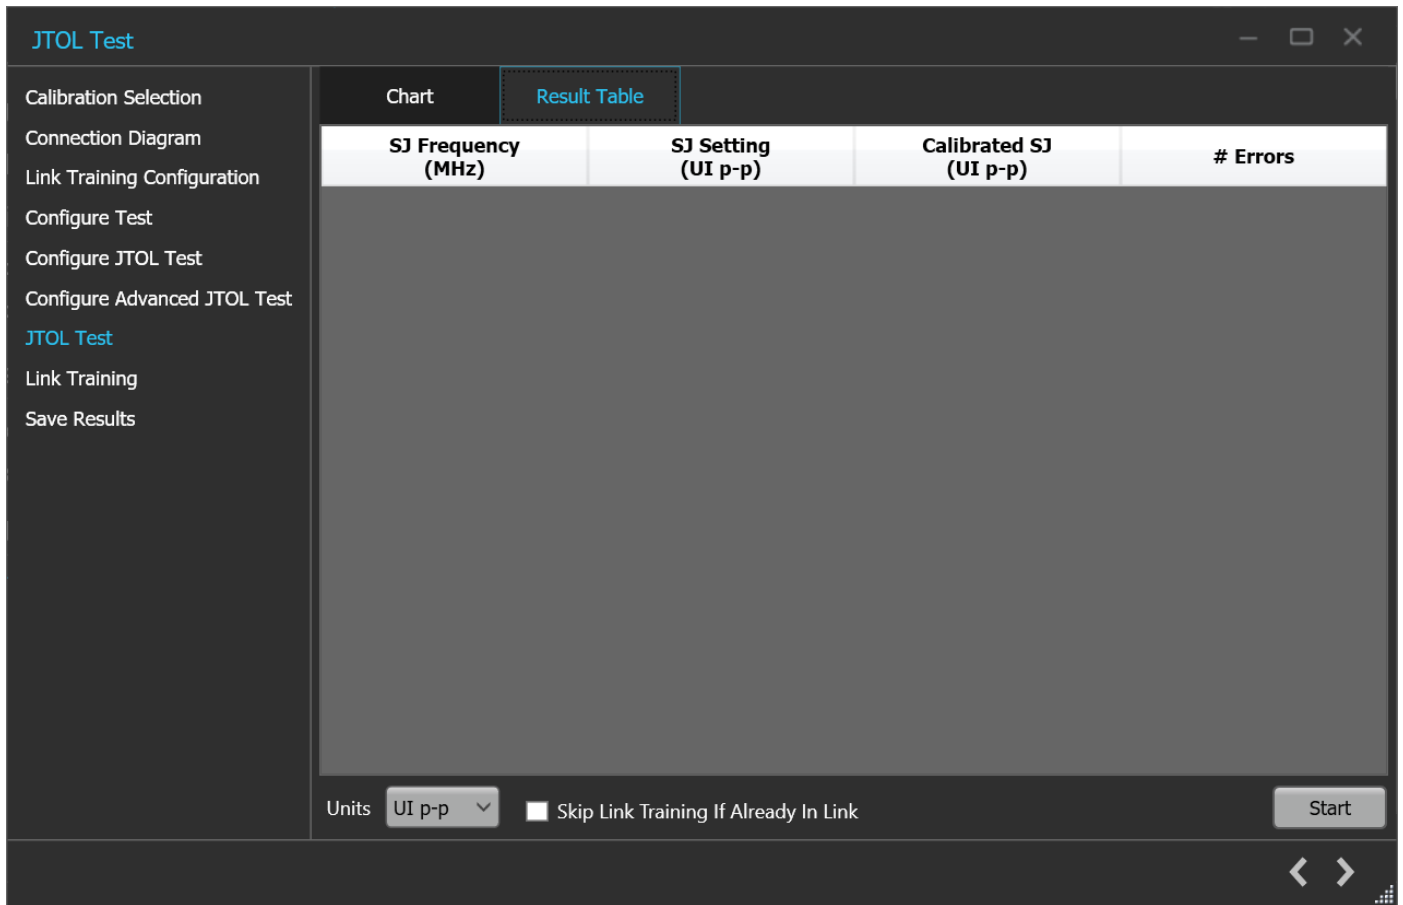 JTOL Test
Calibration Selection
Connection Diagram
Link Training Configuration
Configure Test
Configure JTOL Test
Configure Advanced JTOL Test
JTOL Test
Link Training
Save Results
Chart
Result Table
SJ Frequency
(MHz)
SJ Setting
(UI p-p)
Calibrated SJ
(UI p-p)
# Errors
Units
UI p-p
Skip Link Training If Already In Link
Start